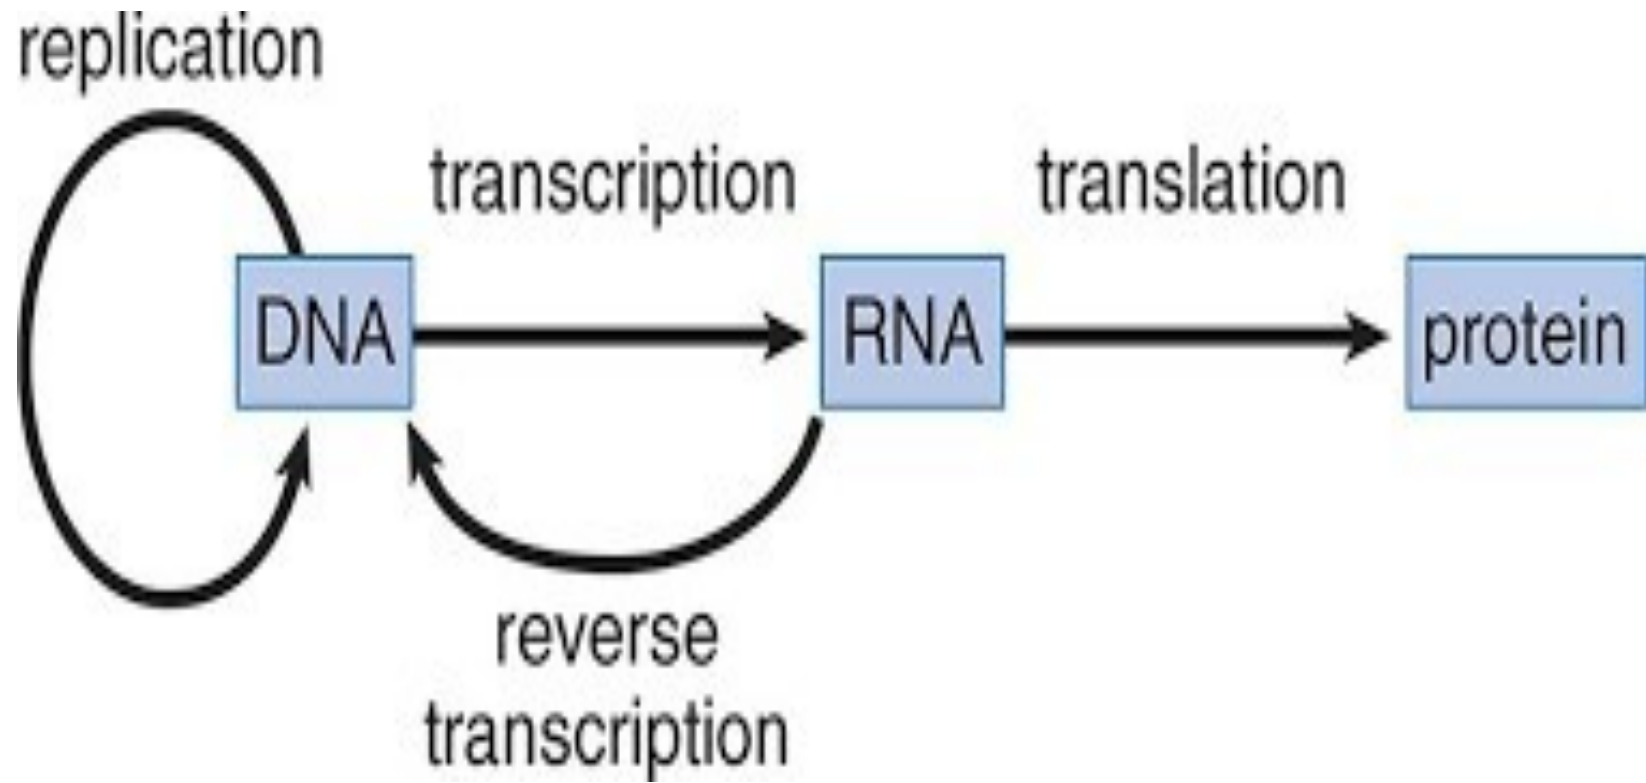 replication
transcription
translation
DNA
RNA
protein
reverse
transcription